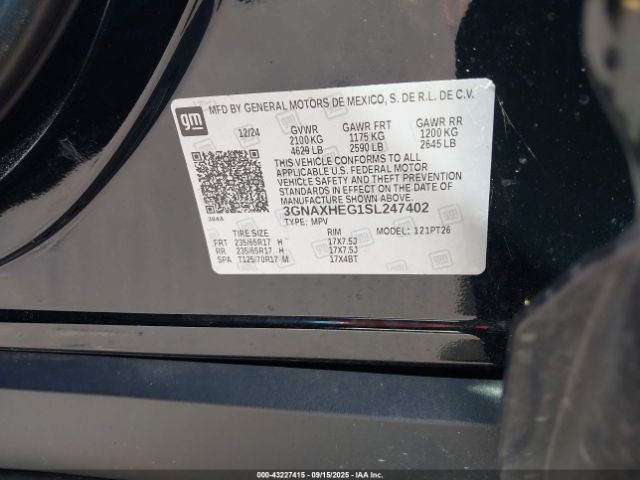 MFD BY GENERAL MOTORS DE MEXICO, S. DE R.L. DE C.V.
gm
12/24 GVWR GAWR FRT GAWR RR
2100 KG 1175 KG 1200 KG
4629 LB 2590 LB 2645 LB
THIS VEHICLE CONFORMS TO ALL
APPLICABLE U.S. FEDERAL MOTOR
VEHICLE SAFETY AND THEFT PREVENTION
STANDARDS IN EFFECT ON THE DATE OF
MANUFACTURE SHOWN ABOVE.
3GNAXHEG1SL247402
TYPE: MPV MODEL: 121PT26
TIRE SIZE RIM
FRT 235/65R17 H 17X7.5J
RR 235/65R17 H 17X7.5J
SPA T125/70R17 M 17X4BT
000-43227415 - 09/15/2025 - IAAI.COM